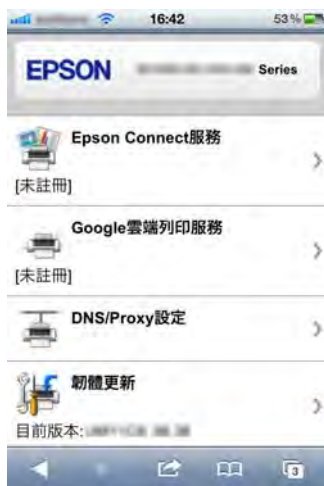 16:42
53%
EPSON
Series
Epson Connect服務
[未註冊]
Google雲端列印服務
[未註冊]
DNS/Proxy設定
韌體更新
目前版本:
3